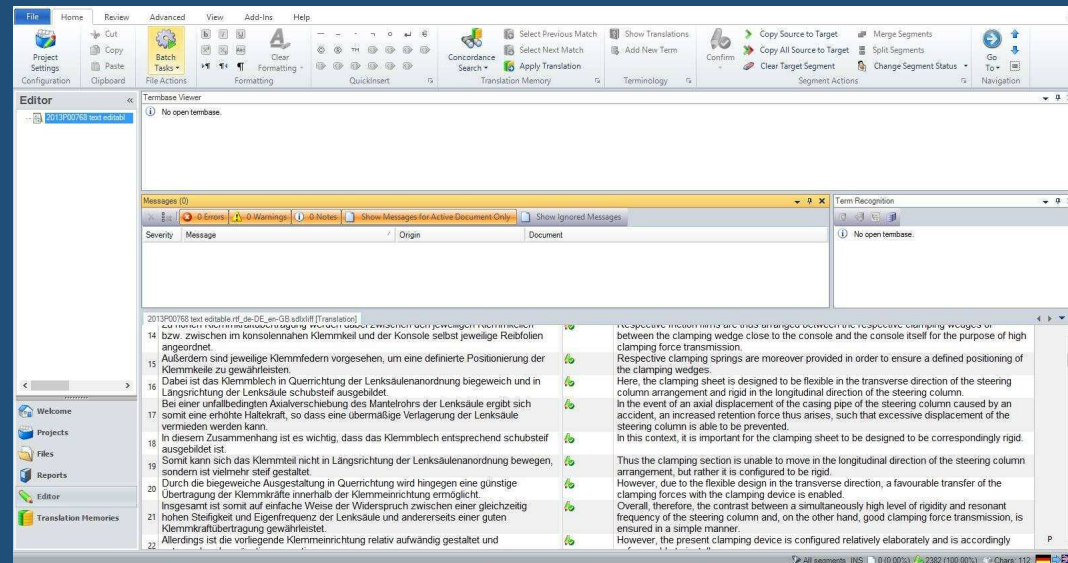 File Home Review Advanced View Add-Ins Help
Project Settings
Cut
Copy
Paste
Batch Tasks
Clear Formatting
Concordance Search
Select Previous Match
Select Next Match
Apply Translation
Show Translations
Add New Term
Confirm
Copy Source to Target
Copy All Source to Target
Clear Target Segment
Merge Segments
Split Segments
Change Segment Status
Go To
Configuration Clipboard File Actions Formatting QuickInsert Translation Memory Terminology Segment Actions Navigation
Editor
2013P00768 text editabl
Termbase Viewer
No open termbase.
Messages (0)
0 Errors 0 Warnings 0 Notes Show Messages for Active Document Only Show Ignored Messages
Severity Message Origin Document
Term Recognition
No open termbase.
Welcome
Projects
Files
Reports
Editor
Translation Memories
2013P00768 text editable.rtf_de-DE_en-GB.sdlxliff [Translation]
14 bzw. zwischen im konsolennahen Klemmkeil und der Konsole selbst jeweilige Reibfolien
angeordnet.
between the clamping wedge close to the console and the console itself for the purpose of high
clamping force transmission.
15 Außerdem sind jeweilige Klemmfedern vorgesehen, um eine definierte Positionierung der
Klemmkeile zu gewährleisten.
Respective clamping springs are moreover provided in order to ensure a defined positioning of
the clamping wedges.
16 Dabei ist das Klemmblech in Querrichtung der Lenksäulenanordnung biegeweich und in
Längsrichtung der Lenksäule schubsteif ausgebildet.
Here, the clamping sheet is designed to be flexible in the transverse direction of the steering
column arrangement and rigid in the longitudinal direction of the steering column.
17 Bei einer unfallbedingten Axialverschiebung des Mantelrohrs der Lenksäule ergibt sich
somit eine erhöhte Haltekraft, so dass eine übermäßige Verlagerung der Lenksäule
vermieden werden kann.
In the event of an axial displacement of the casing pipe of the steering column caused by an
accident, an increased retention force thus arises, such that excessive displacement of the
steering column is able to be prevented.
18 In diesem Zusammenhang ist es wichtig, dass das Klemmblech entsprechend schubsteif
ausgebildet ist.
In this context, it is important for the clamping sheet to be designed to be correspondingly rigid.
19 Somit kann sich das Klemmteil nicht in Längsrichtung der Lenksäulenanordnung bewegen,
sondern ist vielmehr steif gestaltet.
Thus the clamping section is unable to move in the longitudinal direction of the steering column
arrangement, but rather it is configured to be rigid.
20 Durch die biegeweiche Ausgestaltung in Querrichtung wird hingegen eine günstige
Übertragung der Klemmkräfte innerhalb der Klemmeinrichtung ermöglicht.
However, due to the flexible design in the transverse direction, a favourable transfer of the
clamping forces with the clamping device is enabled.
21 Insgesamt ist somit auf einfache Weise der Widerspruch zwischen einer gleichzeitig
hohen Steifigkeit und Eigenfrequenz der Lenksäule und andererseits einer guten
Klemmkraftübertragung gewährleistet.
Overall, therefore, the contrast between a simultaneously high level of rigidity and resonant
frequency of the steering column and, on the other hand, good clamping force transmission, is
ensured in a simple manner.
22 Allerdings ist die vorliegende Klemmeinrichtung relativ aufwändig gestaltet und
However, the present clamping device is configured relatively elaborately and is accordingly
P
All segments INS 0 (0.00%) 2382 (100.00%) Chars: 112